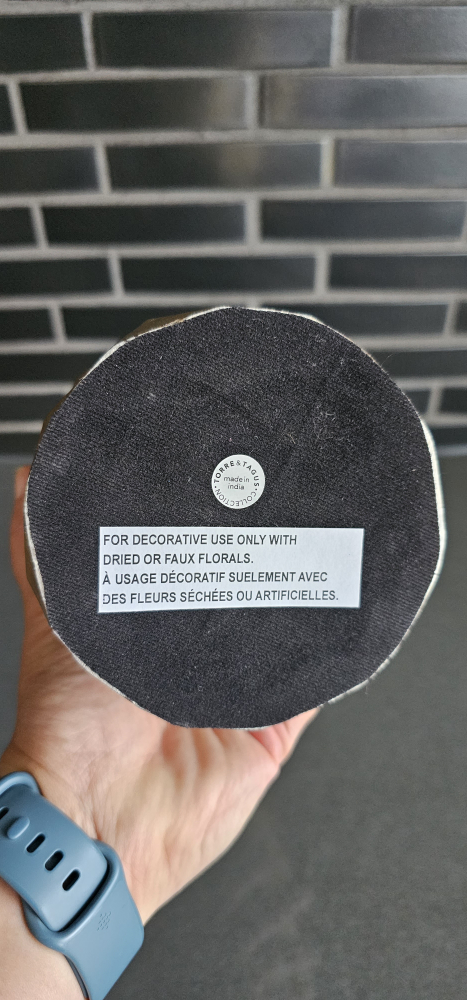 TORRE & TAGUS
made in
india
COLLECTION
FOR DECORATIVE USE ONLY WITH
DRIED OR FAUX FLORALS.
À USAGE DÉCORATIF SUELEMENT AVEC
DES FLEURS SÉCHÉES OU ARTIFICIELLES.